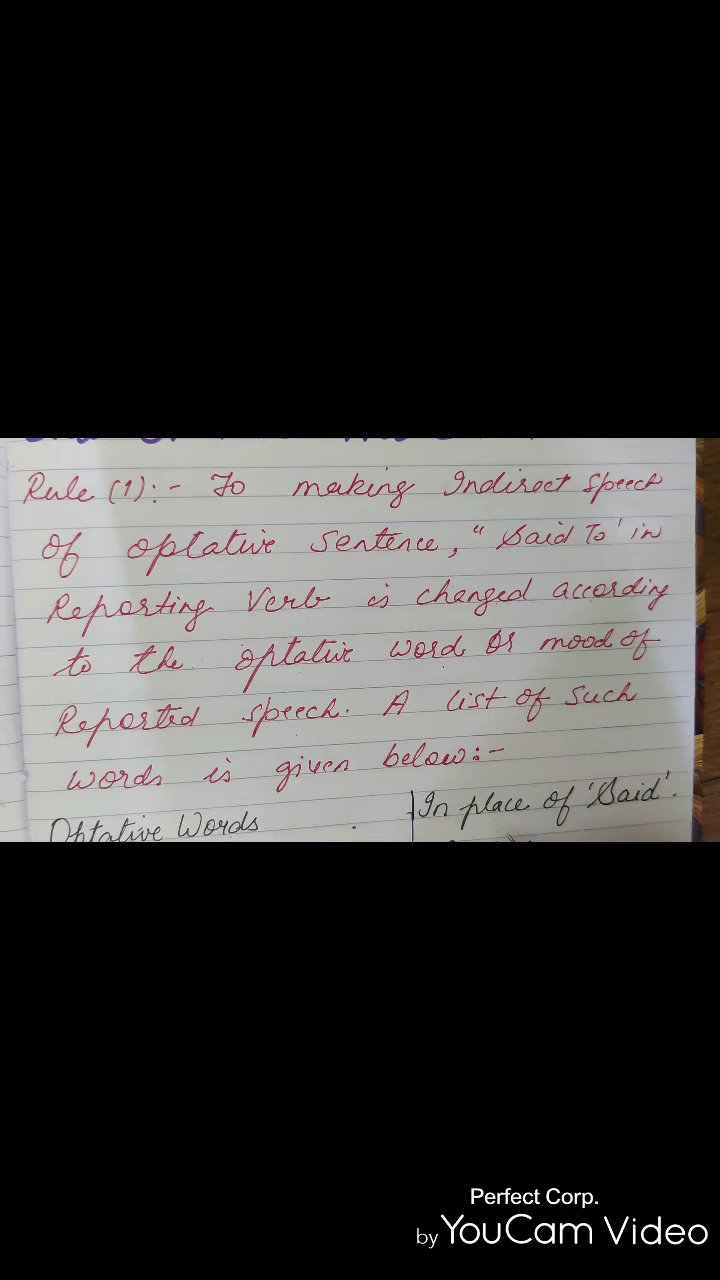 Rule (1):- To making Indirect Speech
of optative sentence, "Said To' in
Reporting Verb is changed according
to the optative word or mood of
Reported speech. A list of such
words is given below:-
Optative Words
In place of 'Said'.
Perfect Corp.
by YouCam Video